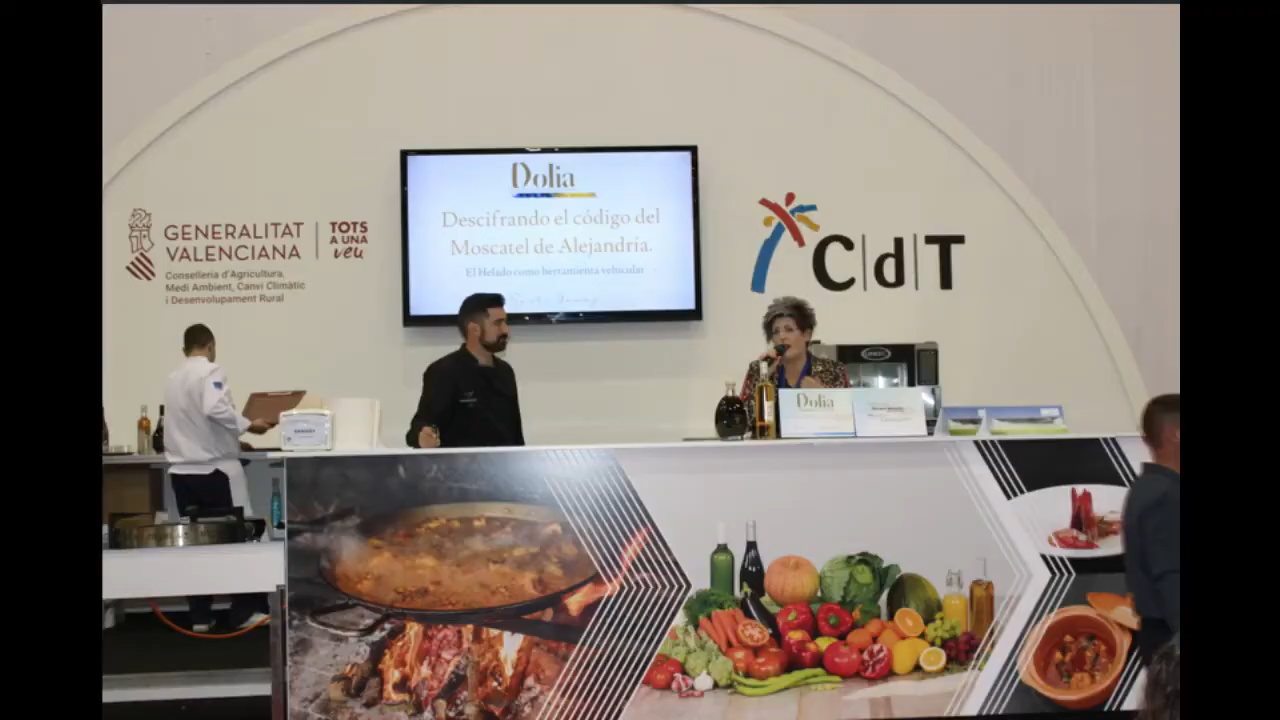 Dolia
Descifrando el código del
Moscatel de Alejandría.
El Helado como herramienta vehicular
GENERALITAT
VALENCIANA
TOTS
A UNA
veu
Conselleria d'Agricultura,
Medi Ambient, Canvi Climàtic
i Desenvolupament Rural
C|d|T
Dolia